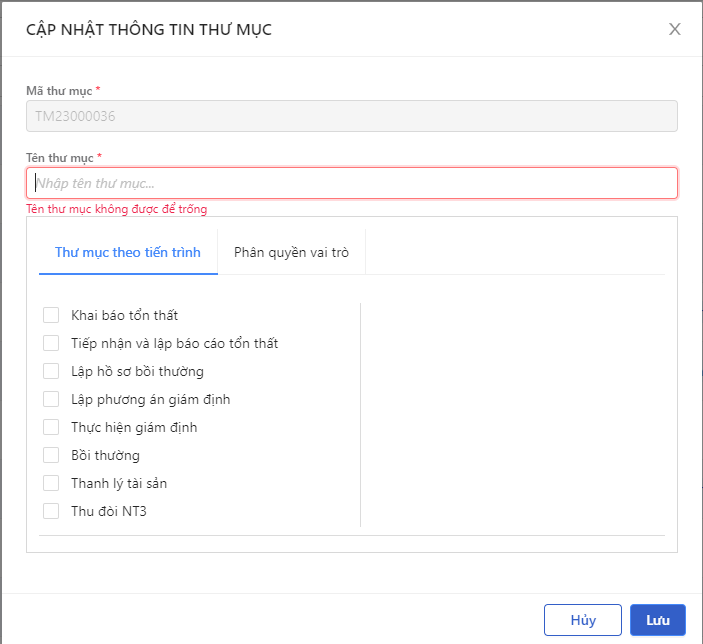 CẬP NHẬT THÔNG TIN THƯ MỤC
Mã thư mục *
TM23000036
Tên thư mục *
Nhập tên thư mục...
Tên thư mục không được để trống
Thư mục theo tiến trình
Phân quyền vai trò
Khai báo tổn thất
Tiếp nhận và lập báo cáo tổn thất
Lập hồ sơ bồi thường
Lập phương án giám định
Thực hiện giám định
Bồi thường
Thanh lý tài sản
Thu đòi NT3
Hủy
Lưu